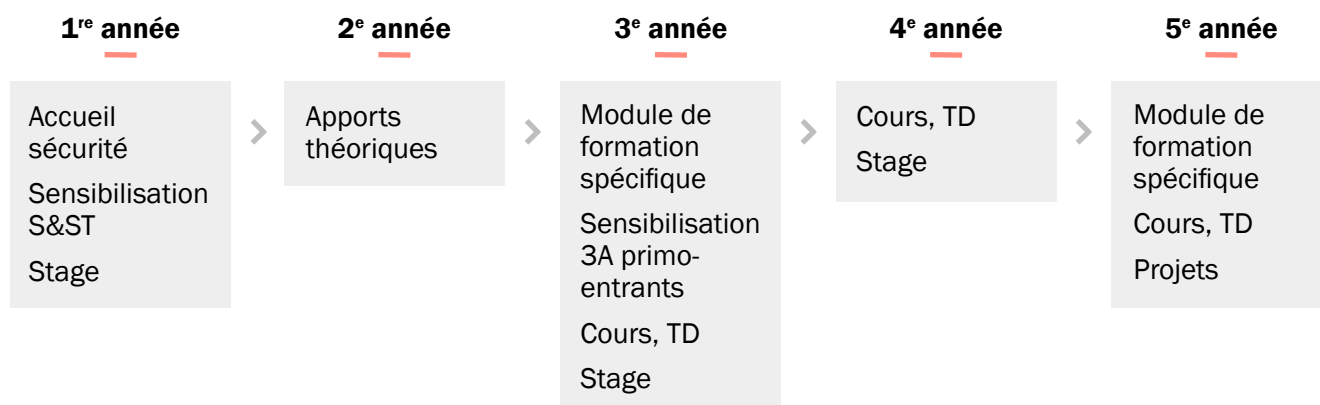 1re année
Accueil
sécurité
Sensibilisation
S&ST
Stage
2e année
Apports
théoriques
3e année
Module de
formation
spécifique
Sensibilisation
3A primo-
entrants
Cours, TD
Stage
4e année
Cours, TD
Stage
5e année
Module de
formation
spécifique
Cours, TD
Projets